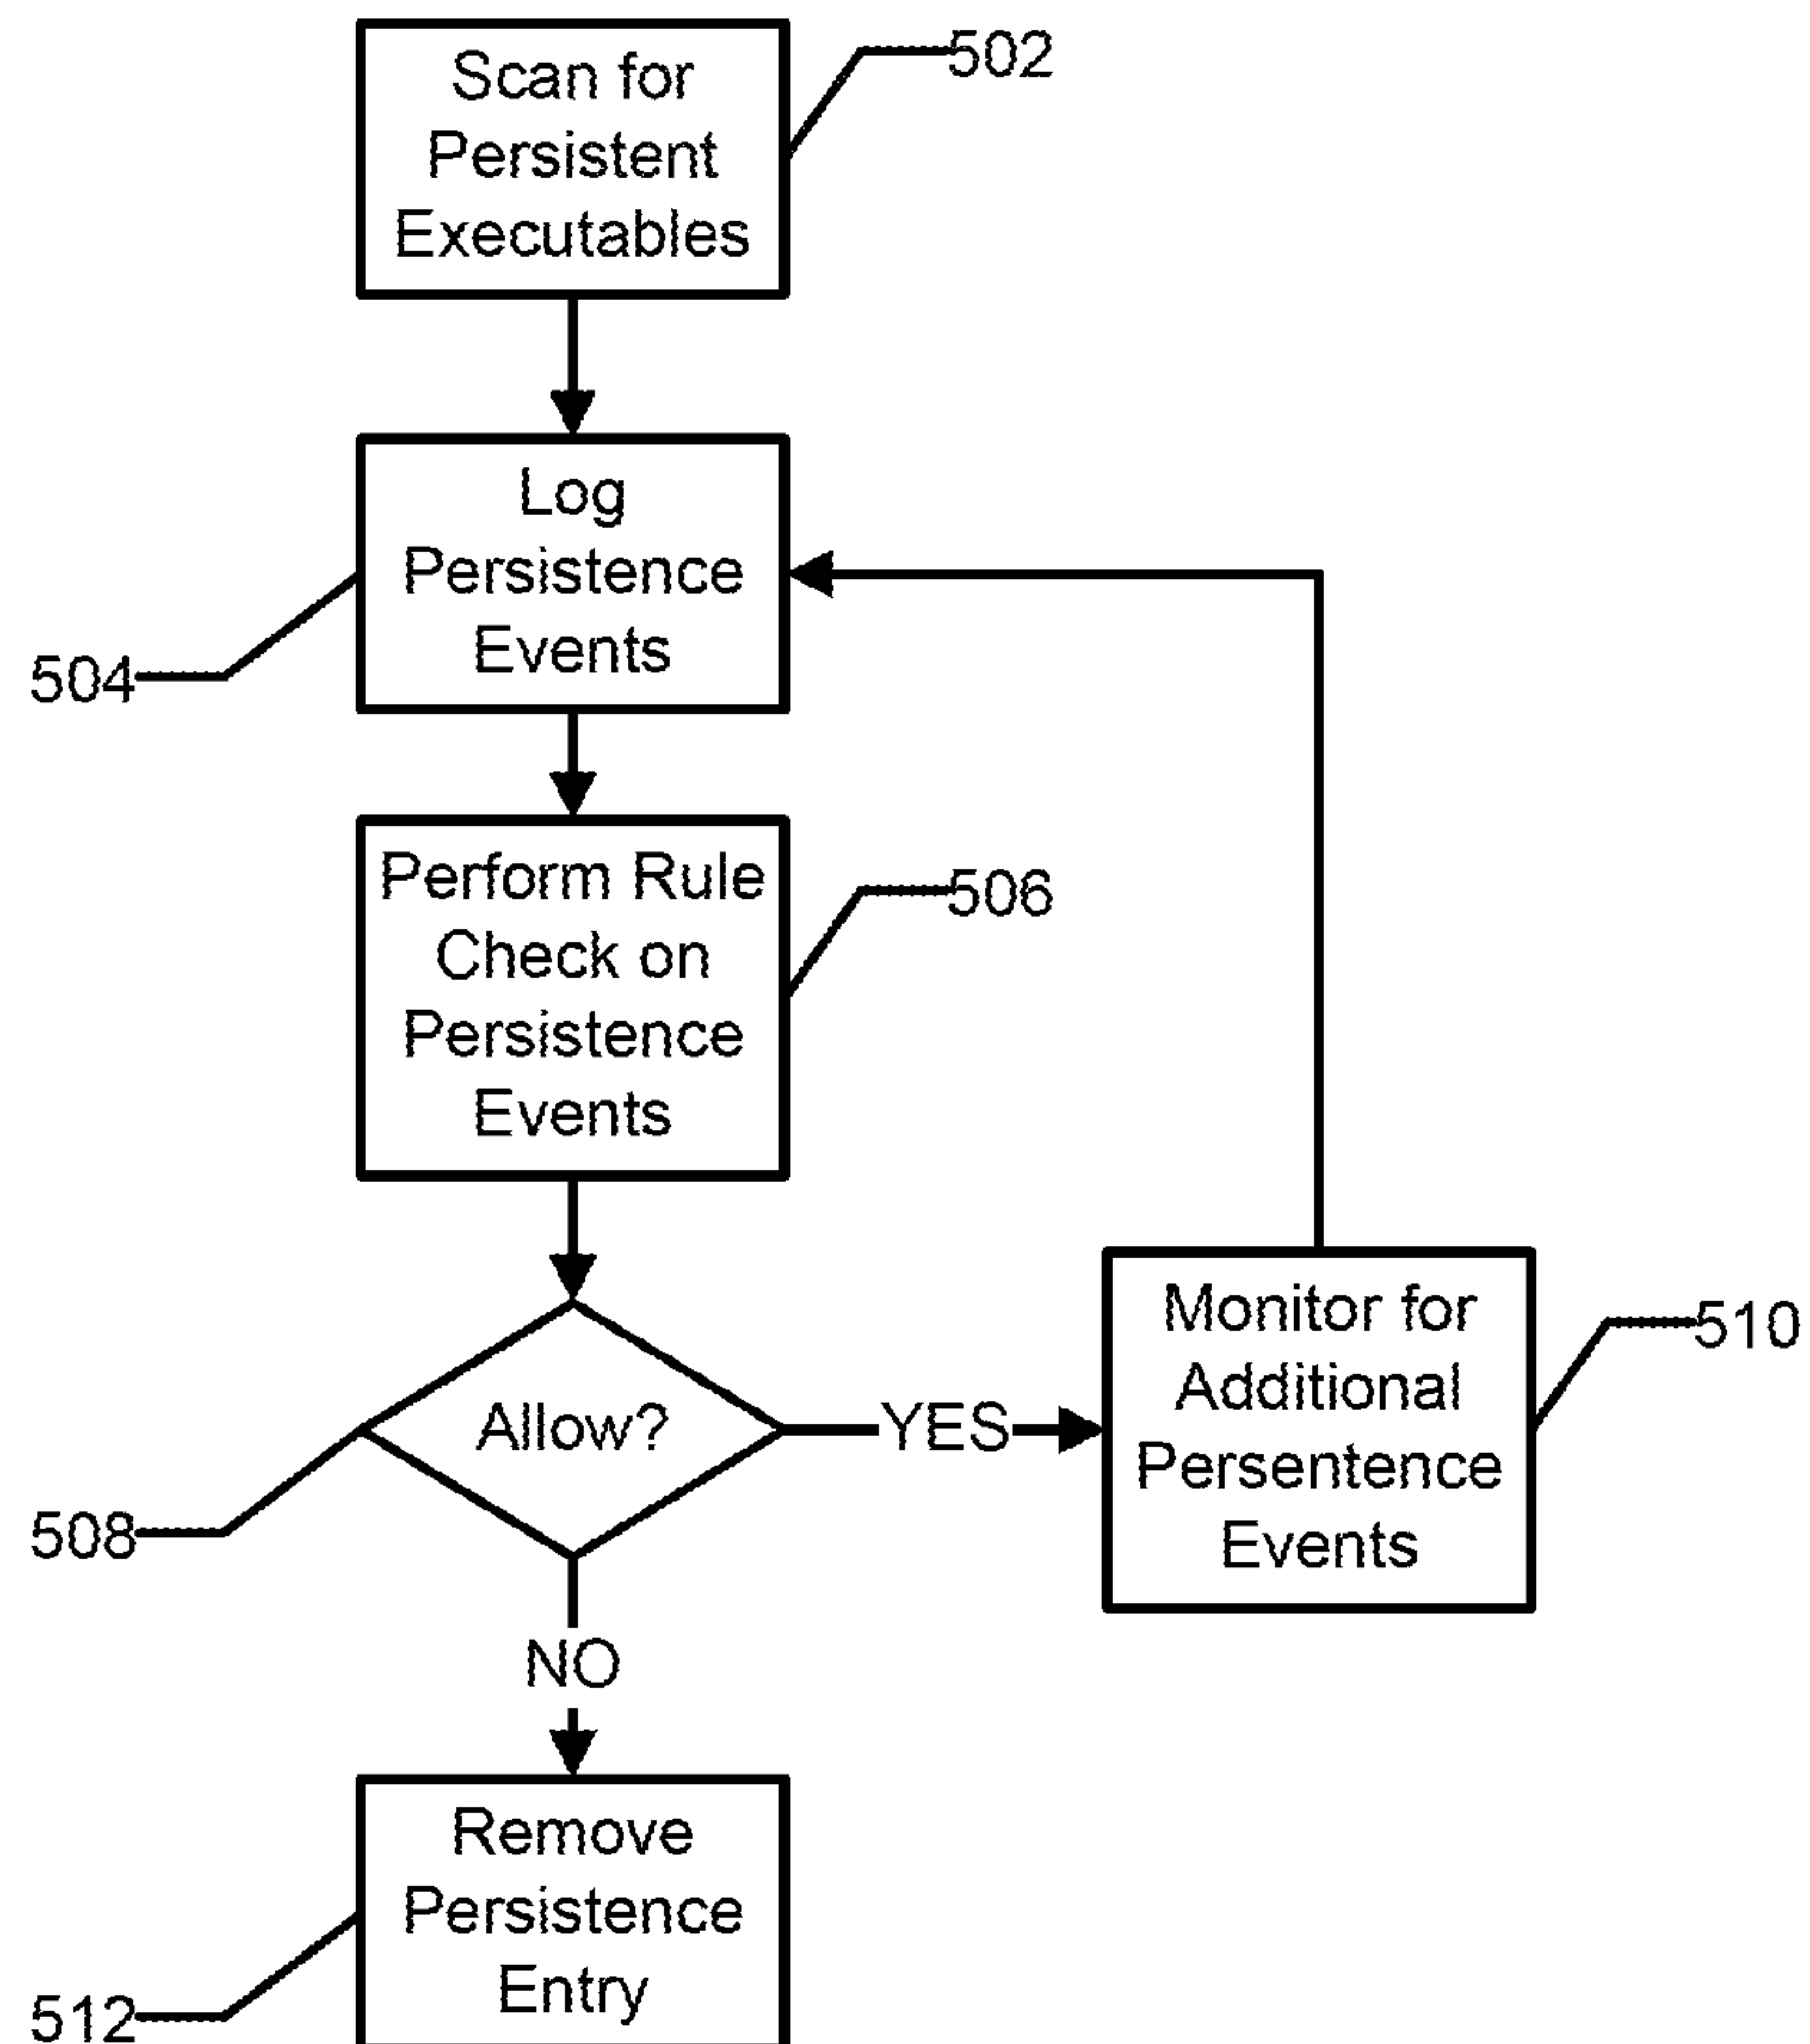 Scan for
Persistent
Executables
502
Log
Persistence
Events
504
Perform Rule
Check on
Persistence
Events
506
Allow?
508
YES
Monitor for
Additional
Persentence
Events
510
NO
Remove
Persistence
Entry
512